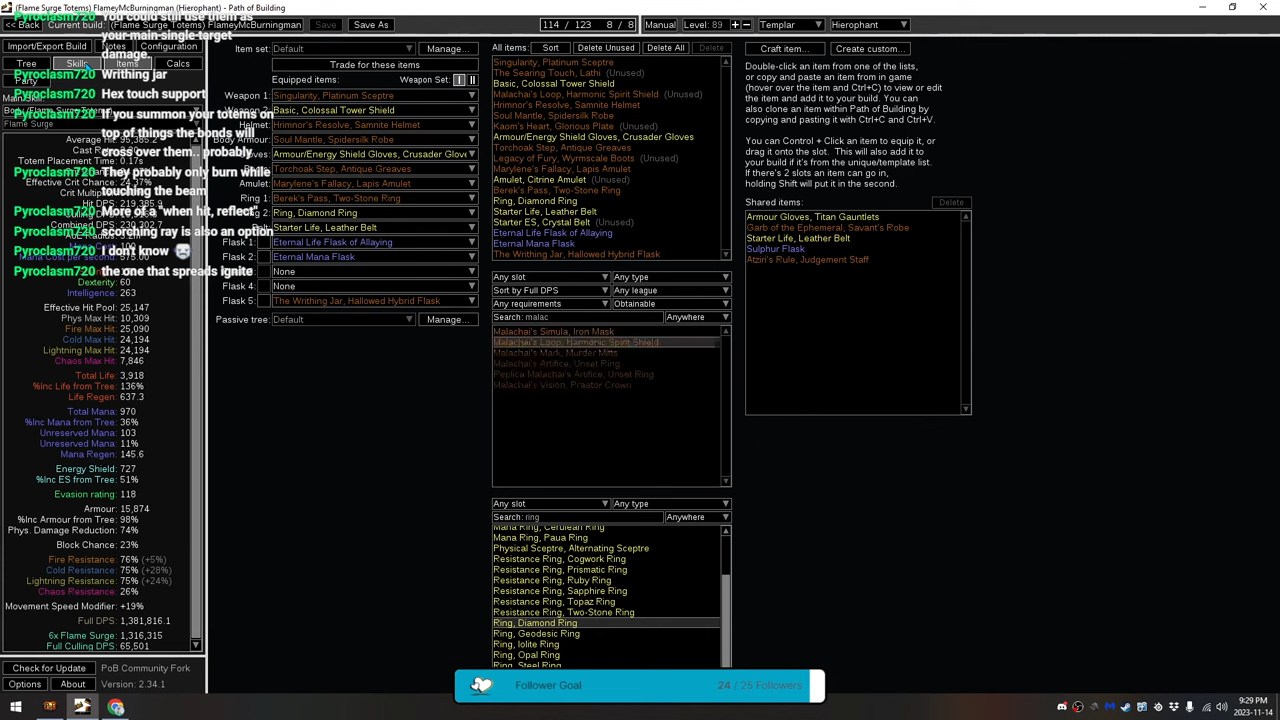 (Flame Surge Totems) FlameyMcBurningman (Hierophant) - Path of Building
<< Back
Current build:
(Flame Surge Totems) FlameyMcBurningman
Save
Save As
114 / 123 8 / 8
Manual
Level: 89
Templar
Hierophant
Pyroclasm720 You could still use them as
your main single target
damage.
Pyroclasm720 Writhing jar
Pyroclasm720 Hex touch support
Pyroclasm720 If you summon your totems on
top of things the bonds will
cross over them.. probably
Pyroclasm720 They probably only burn while
touching the beam
Pyroclasm720 More of a "when hit, reflect"
Pyroclasm720 scorching ray is also an option
Pyroclasm720 I don't know
Pyroclasm720 the one that spreads ignite
Import/Export Build
Notes
Configuration
Tree
Skills
Items
Calcs
Party
Flame Surge
Average Hit:
Totem Placement Time: 0.17s
Effective Crit Chance: 24.37%
Dexterity: 60
Intelligence: 263
Effective Hit Pool: 25,147
Phys Max Hit: 10,309
Fire Max Hit: 25,090
Cold Max Hit: 24,194
Lightning Max Hit: 24,194
Chaos Max Hit: 7,846
Total Life: 3,918
%Inc Life from Tree: 136%
Life Regen: 637.3
Total Mana: 970
%Inc Mana from Tree: 36%
Unreserved Mana: 103
Unreserved Mana: 11%
Mana Regen: 145.6
Energy Shield: 727
%Inc ES from Tree: 51%
Evasion rating: 118
Armour: 15,874
%Inc Armour from Tree: 98%
Phys. Damage Reduction: 74%
Block Chance: 23%
Fire Resistance: 76% (+5%)
Cold Resistance: 75% (+28%)
Lightning Resistance: 75% (+24%)
Chaos Resistance: 26%
Movement Speed Modifier: +19%
Full DPS: 1,381,816.1
6x Flame Surge: 1,316,315
Full Culling DPS: 65,501
Check for Update
PoB Community Fork
Options
About
Version: 2.34.1
Item set:
Default
Manage...
Trade for these items
Equipped items:
Weapon Set:
I
II
Weapon 1: Singularity, Platinum Sceptre
Weapon 2: Basic, Colossal Tower Shield
Helmet: Hrimnor's Resolve, Samnite Helmet
Body Armour: Soul Mantle, Spidersilk Robe
Armour/Energy Shield Gloves, Crusader Glove
Torchoak Step, Antique Greaves
Amulet: Marylene's Fallacy, Lapis Amulet
Ring 1: Berek's Pass, Two-Stone Ring
Ring, Diamond Ring
Starter Life, Leather Belt
Flask 1: Eternal Life Flask of Allaying
Flask 2: Eternal Mana Flask
Flask 3: None
Flask 4: None
Flask 5: The Writhing Jar, Hallowed Hybrid Flask
Passive tree: Default
Manage...
All items:
Sort
Delete Unused
Delete All
Delete
Singularity, Platinum Sceptre
The Searing Touch, Lathi (Unused)
Basic, Colossal Tower Shield
Malachai's Loop, Harmonic Spirit Shield (Unused)
Hrimnor's Resolve, Samnite Helmet
Soul Mantle, Spidersilk Robe
Kaom's Heart, Glorious Plate (Unused)
Armour/Energy Shield Gloves, Crusader Gloves
Torchoak Step, Antique Greaves
Legacy of Fury, Wyrmscale Boots (Unused)
Marylene's Fallacy, Lapis Amulet
Amulet, Citrine Amulet (Unused)
Berek's Pass, Two-Stone Ring
Ring, Diamond Ring
Starter Life, Leather Belt
Starter ES, Crystal Belt (Unused)
Eternal Life Flask of Allaying
Eternal Mana Flask
The Writhing Jar, Hallowed Hybrid Flask
Any slot
Any type
Sort by Full DPS
Any league
Any requirements
Obtainable
Search: malac
Anywhere
Malachai's Simula, Iron Mask
Malachai's Loop, Harmonic Spirit Shield
Malachai's Mark, Murder Mitts
Malachai's Artifice, Unset Ring
Replica Malachai's Artifice, Unset Ring
Malachai's Vision, Praetor Crown
Any slot
Any type
Search: ring
Anywhere
Mana Ring, Cerulean Ring
Mana Ring, Paua Ring
Physical Sceptre, Alternating Sceptre
Resistance Ring, Cogwork Ring
Resistance Ring, Prismatic Ring
Resistance Ring, Ruby Ring
Resistance Ring, Sapphire Ring
Resistance Ring, Topaz Ring
Resistance Ring, Two-Stone Ring
Ring, Diamond Ring
Ring, Geodesic Ring
Ring, Iolite Ring
Ring, Opal Ring
Ring, Steel Ring
Craft item...
Create custom...
Double-click an item from one of the lists,
or copy and paste an item from in game
(hover over the item and Ctrl+C) to view or edit
the item and add it to your build. You can
also clone an item within Path of Building by
copying and pasting it with Ctrl+C and Ctrl+V.
You can Control + Click an item to equip it, or
drag it onto the slot. This will also add it to
your build if it's from the unique/template list.
If there's 2 slots an item can go in,
holding Shift will put it in the second.
Shared items:
Delete
Armour Gloves, Titan Gauntlets
Garb of the Ephemeral, Savant's Robe
Starter Life, Leather Belt
Sulphur Flask
Atziri's Rule, Judgement Staff
Follower Goal
24 / 25 Followers
9:29 PM
2023-11-14